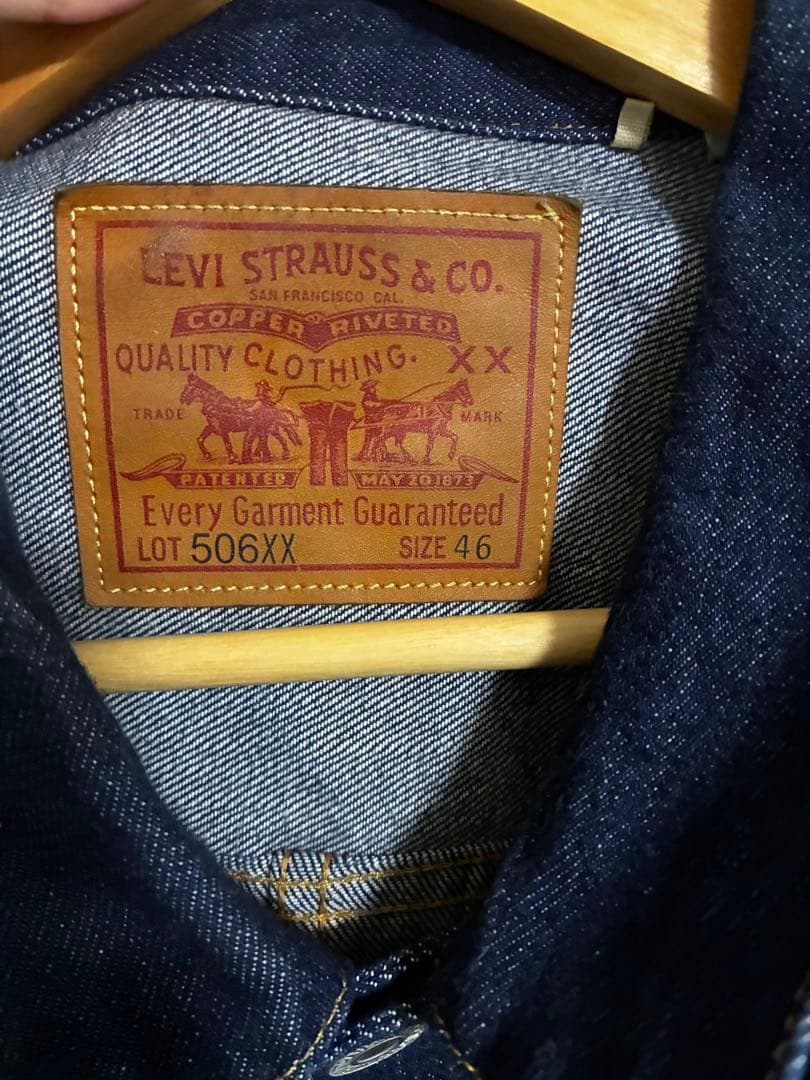 LEVI STRAUSS & CO.
SAN FRANCISCO CAL.
COPPER RIVETED
QUALITY CLOTHING. XX
TRADE MARK
PATENTED MAY 20 1873
Every Garment Guaranteed
LOT 506XX SIZE 46